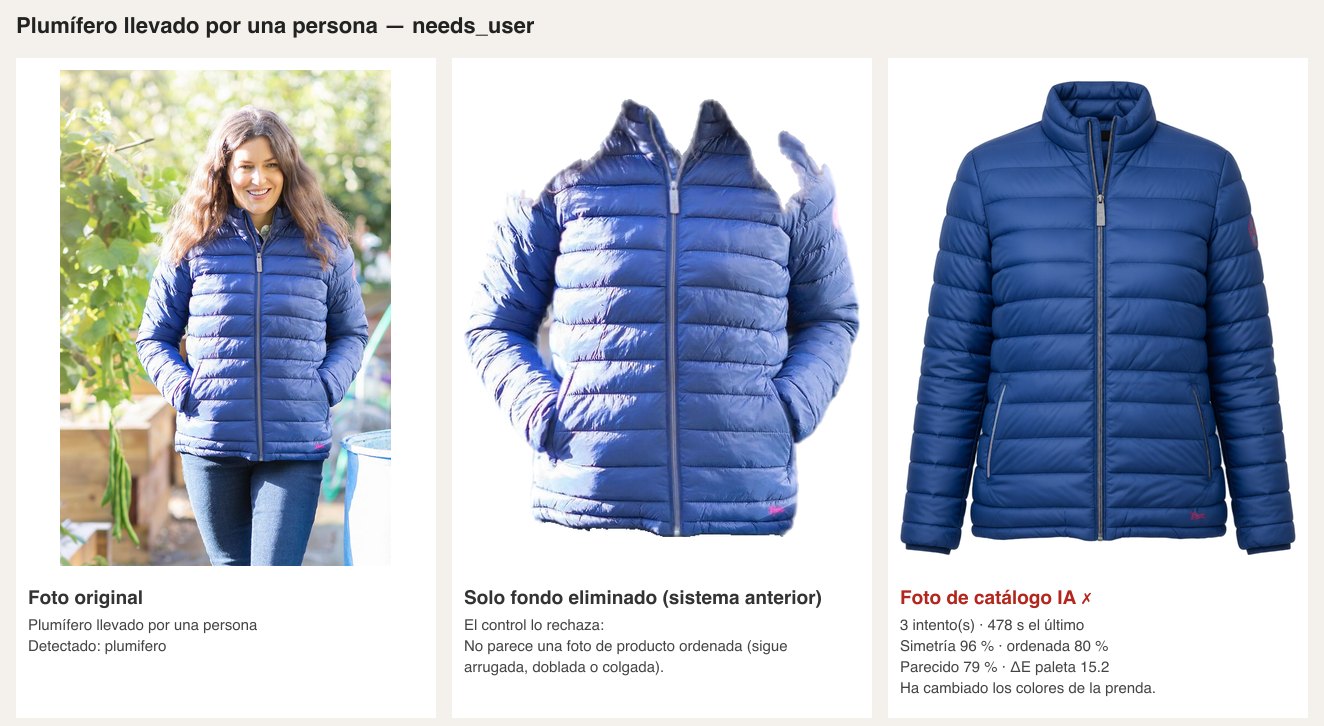 Plumífero llevado por una persona — needs_user
Foto original
Plumífero llevado por una persona
Detectado: plumifero
Solo fondo eliminado (sistema anterior)
El control lo rechaza:
No parece una foto de producto ordenada (sigue
arrugada, doblada o colgada).
Foto de catálogo IA ✗
3 intento(s) · 478 s el último
Simetría 96 % · ordenada 80 %
Parecido 79 % · ΔE paleta 15.2
Ha cambiado los colores de la prenda.